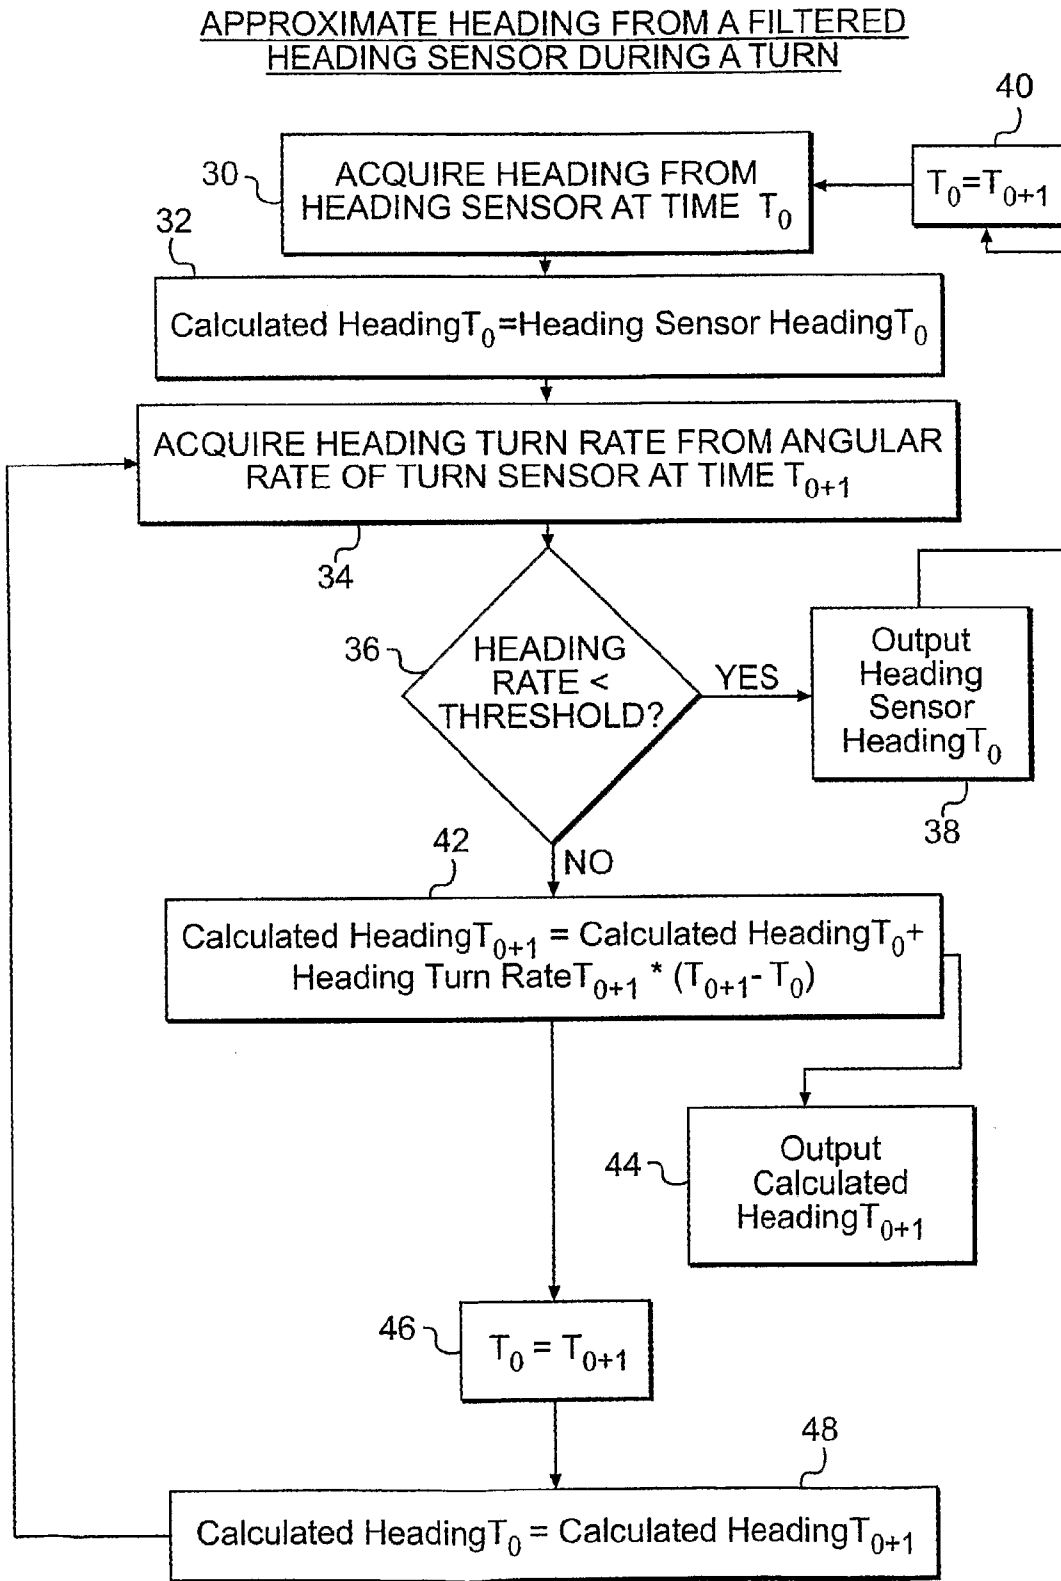 APPROXIMATE HEADING FROM A FILTERED
HEADING SENSOR DURING A TURN
40
30
ACQUIRE HEADING FROM
HEADING SENSOR AT TIME T0
T0=T0+1
32
Calculated HeadingT0=Heading Sensor HeadingT0
ACQUIRE HEADING TURN RATE FROM ANGULAR
RATE OF TURN SENSOR AT TIME T0+1
34
36
HEADING
RATE <
THRESHOLD?
YES
Output
Heading
Sensor
HeadingT0
38
NO
42
Calculated HeadingT0+1 = Calculated HeadingT0+
Heading Turn RateT0+1 * (T0+1- T0)
44
Output
Calculated
HeadingT0+1
46
T0 = T0+1
48
Calculated HeadingT0 = Calculated HeadingT0+1